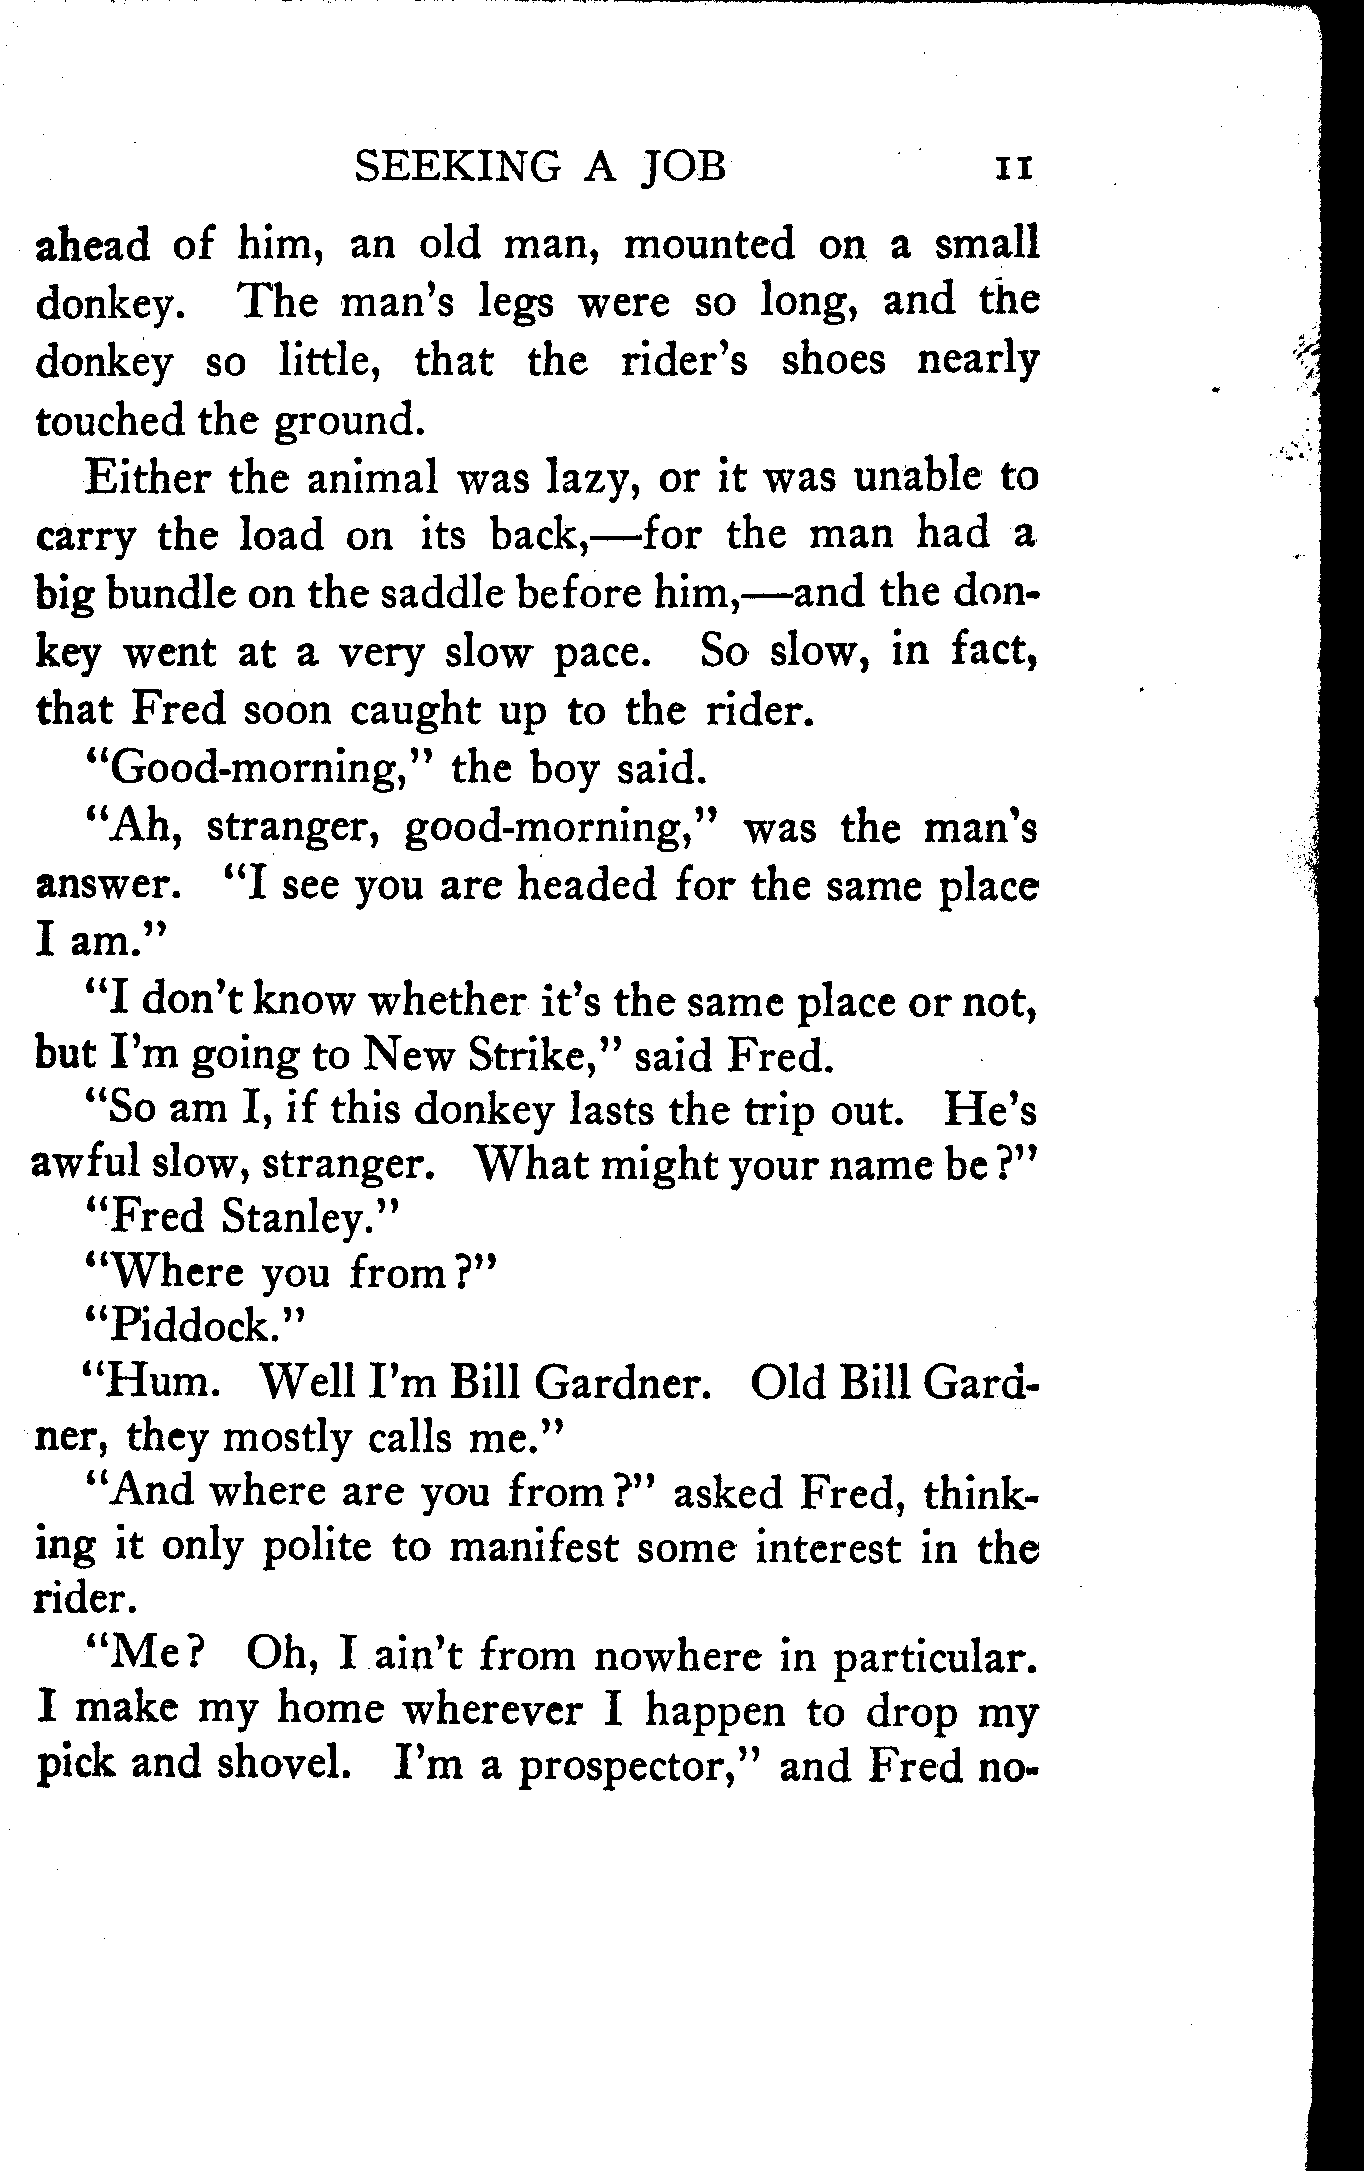 SEEKING A JOB 11
ahead of him, an old man, mounted on a small
donkey. The man's legs were so long, and the
donkey so little, that the rider's shoes nearly
touched the ground.
Either the animal was lazy, or it was unable to
carry the load on its back,—for the man had a
big bundle on the saddle before him,—and the don-
key went at a very slow pace. So slow, in fact,
that Fred soon caught up to the rider.
“Good-morning,” the boy said.
“Ah, stranger, good-morning,” was the man's
answer. “I see you are headed for the same place
I am.”
“I don't know whether it's the same place or not,
but I'm going to New Strike,” said Fred.
“So am I, if this donkey lasts the trip out. He's
awful slow, stranger. What might your name be?”
“Fred Stanley.”
“Where you from?”
“Piddock.”
“Hum. Well I'm Bill Gardner. Old Bill Gard-
ner, they mostly calls me.”
“And where are you from?” asked Fred, think-
ing it only polite to manifest some interest in the
rider.
“Me? Oh, I ain't from nowhere in particular.
I make my home wherever I happen to drop my
pick and shovel. I'm a prospector,” and Fred no-